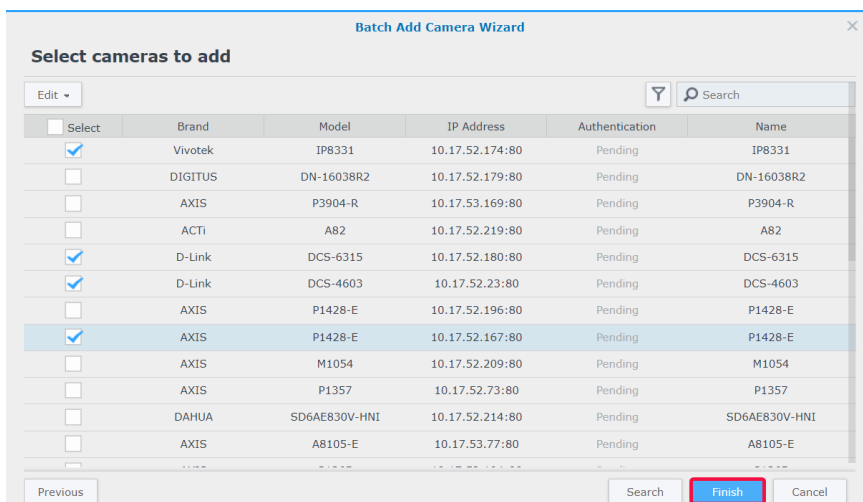 Batch Add Camera Wizard
Select cameras to add
Edit
Search
Select Brand Model IP Address Authentication Name
Vivotek IP8331 10.17.52.174:80 Pending IP8331
DIGITUS DN-16038R2 10.17.52.179:80 Pending DN-16038R2
AXIS P3904-R 10.17.53.169:80 Pending P3904-R
ACTi A82 10.17.52.219:80 Pending A82
D-Link DCS-6315 10.17.52.180:80 Pending DCS-6315
D-Link DCS-4603 10.17.52.23:80 Pending DCS-4603
AXIS P1428-E 10.17.52.196:80 Pending P1428-E
AXIS P1428-E 10.17.52.167:80 Pending P1428-E
AXIS M1054 10.17.52.209:80 Pending M1054
AXIS P1357 10.17.52.73:80 Pending P1357
DAHUA SD6AE830V-HNI 10.17.52.214:80 Pending SD6AE830V-HNI
AXIS A8105-E 10.17.53.77:80 Pending A8105-E
Previous Search Finish Cancel